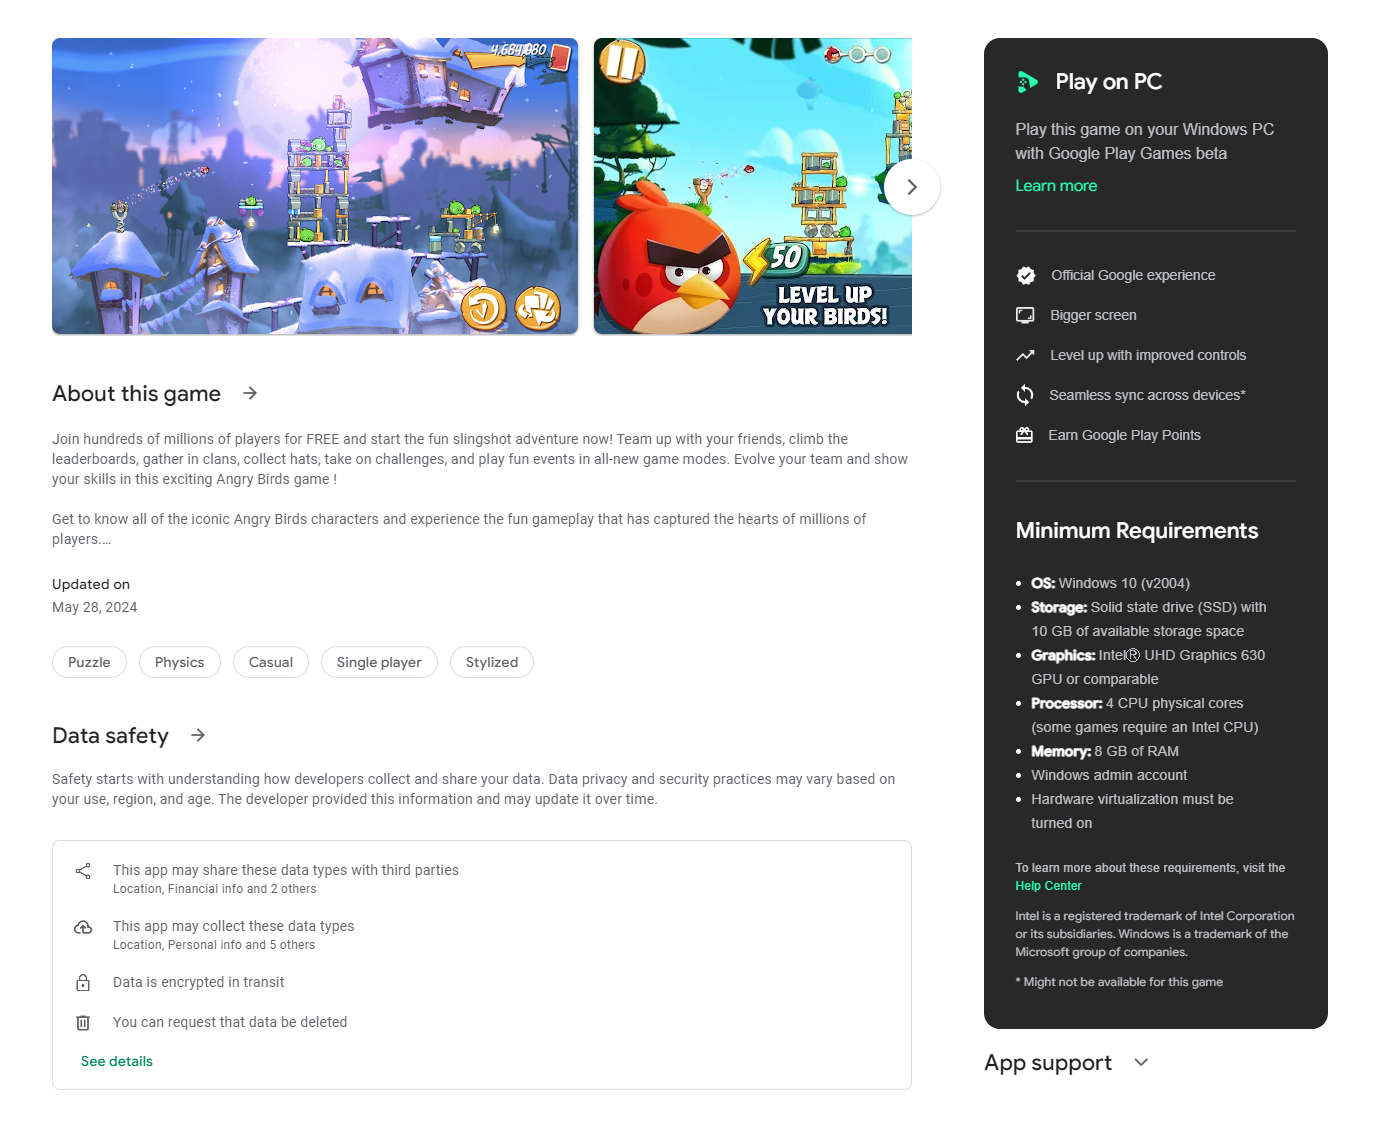 4,684,080
50
LEVEL UP
YOUR BIRDS!
About this game
Join hundreds of millions of players for FREE and start the fun slingshot adventure now! Team up with your friends, climb the
leaderboards, gather in clans, collect hats, take on challenges, and play fun events in all-new game modes. Evolve your team and show
your skills in this exciting Angry Birds game !
Get to know all of the iconic Angry Birds characters and experience the fun gameplay that has captured the hearts of millions of
players.…
Updated on
May 28, 2024
Puzzle
Physics
Casual
Single player
Stylized
Data safety
Safety starts with understanding how developers collect and share your data. Data privacy and security practices may vary based on
your use, region, and age. The developer provided this information and may update it over time.
This app may share these data types with third parties
Location, Financial info and 2 others
This app may collect these data types
Location, Personal info and 5 others
Data is encrypted in transit
You can request that data be deleted
See details
Play on PC
Play this game on your Windows PC
with Google Play Games beta
Learn more
Official Google experience
Bigger screen
Level up with improved controls
Seamless sync across devices*
Earn Google Play Points
Minimum Requirements
• OS: Windows 10 (v2004)
• Storage: Solid state drive (SSD) with
10 GB of available storage space
• Graphics: Intel® UHD Graphics 630
GPU or comparable
• Processor: 4 CPU physical cores
(some games require an Intel CPU)
• Memory: 8 GB of RAM
• Windows admin account
• Hardware virtualization must be
turned on
To learn more about these requirements, visit the
Help Center
Intel is a registered trademark of Intel Corporation
or its subsidiaries. Windows is a trademark of the
Microsoft group of companies.
* Might not be available for this game
App support